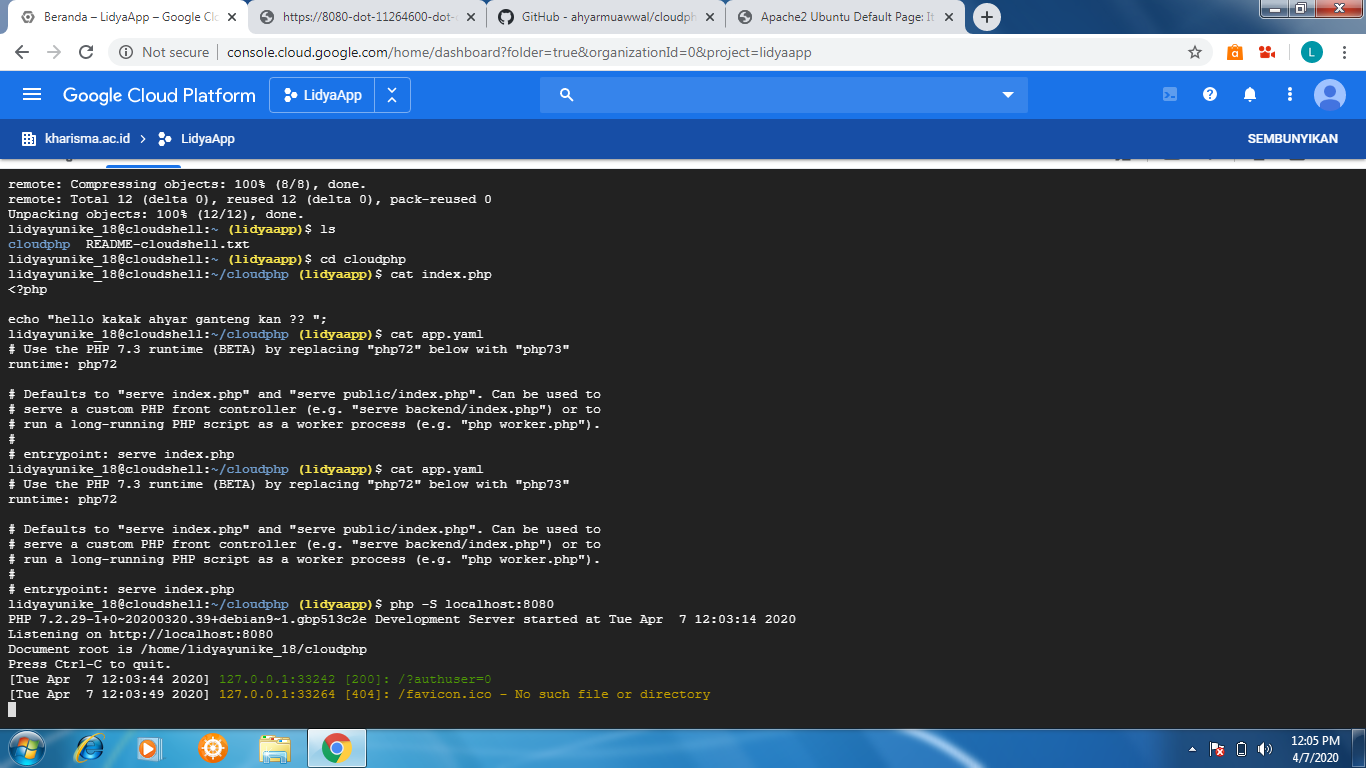 Beranda – LidyaApp – Google Clo
https://8080-dot-11264600-dot-
GitHub - ahyarmuawwal/cloudph
Apache2 Ubuntu Default Page: It
Not secure
console.cloud.google.com/home/dashboard?folder=true&organizationId=0&project=lidyaapp
L
Google Cloud Platform
LidyaApp
kharisma.ac.id
LidyaApp
SEMBUNYIKAN
remote: Compressing objects: 100% (8/8), done.
remote: Total 12 (delta 0), reused 12 (delta 0), pack-reused 0
Unpacking objects: 100% (12/12), done.
lidyayunike_18@cloudshell:~ (lidyaapp)$ ls
cloudphp  README-cloudshell.txt
lidyayunike_18@cloudshell:~ (lidyaapp)$ cd cloudphp
lidyayunike_18@cloudshell:~/cloudphp (lidyaapp)$ cat index.php
<?php
echo "hello kakak ahyar ganteng kan ?? ";
lidyayunike_18@cloudshell:~/cloudphp (lidyaapp)$ cat app.yaml
# Use the PHP 7.3 runtime (BETA) by replacing "php72" below with "php73"
runtime: php72
# Defaults to "serve index.php" and "serve public/index.php". Can be used to
# serve a custom PHP front controller (e.g. "serve backend/index.php") or to
# run a long-running PHP script as a worker process (e.g. "php worker.php").
#
# entrypoint: serve index.php
lidyayunike_18@cloudshell:~/cloudphp (lidyaapp)$ cat app.yaml
# Use the PHP 7.3 runtime (BETA) by replacing "php72" below with "php73"
runtime: php72
# Defaults to "serve index.php" and "serve public/index.php". Can be used to
# serve a custom PHP front controller (e.g. "serve backend/index.php") or to
# run a long-running PHP script as a worker process (e.g. "php worker.php").
#
# entrypoint: serve index.php
lidyayunike_18@cloudshell:~/cloudphp (lidyaapp)$ php -S localhost:8080
PHP 7.2.29-1+0~20200320.39+debian9~1.gbp513c2e Development Server started at Tue Apr  7 12:03:14 2020
Listening on http://localhost:8080
Document root is /home/lidyayunike_18/cloudphp
Press Ctrl-C to quit.
[Tue Apr  7 12:03:44 2020] 127.0.0.1:33242 [200]: /?authuser=0
[Tue Apr  7 12:03:49 2020] 127.0.0.1:33264 [404]: /favicon.ico - No such file or directory
12:05 PM
4/7/2020